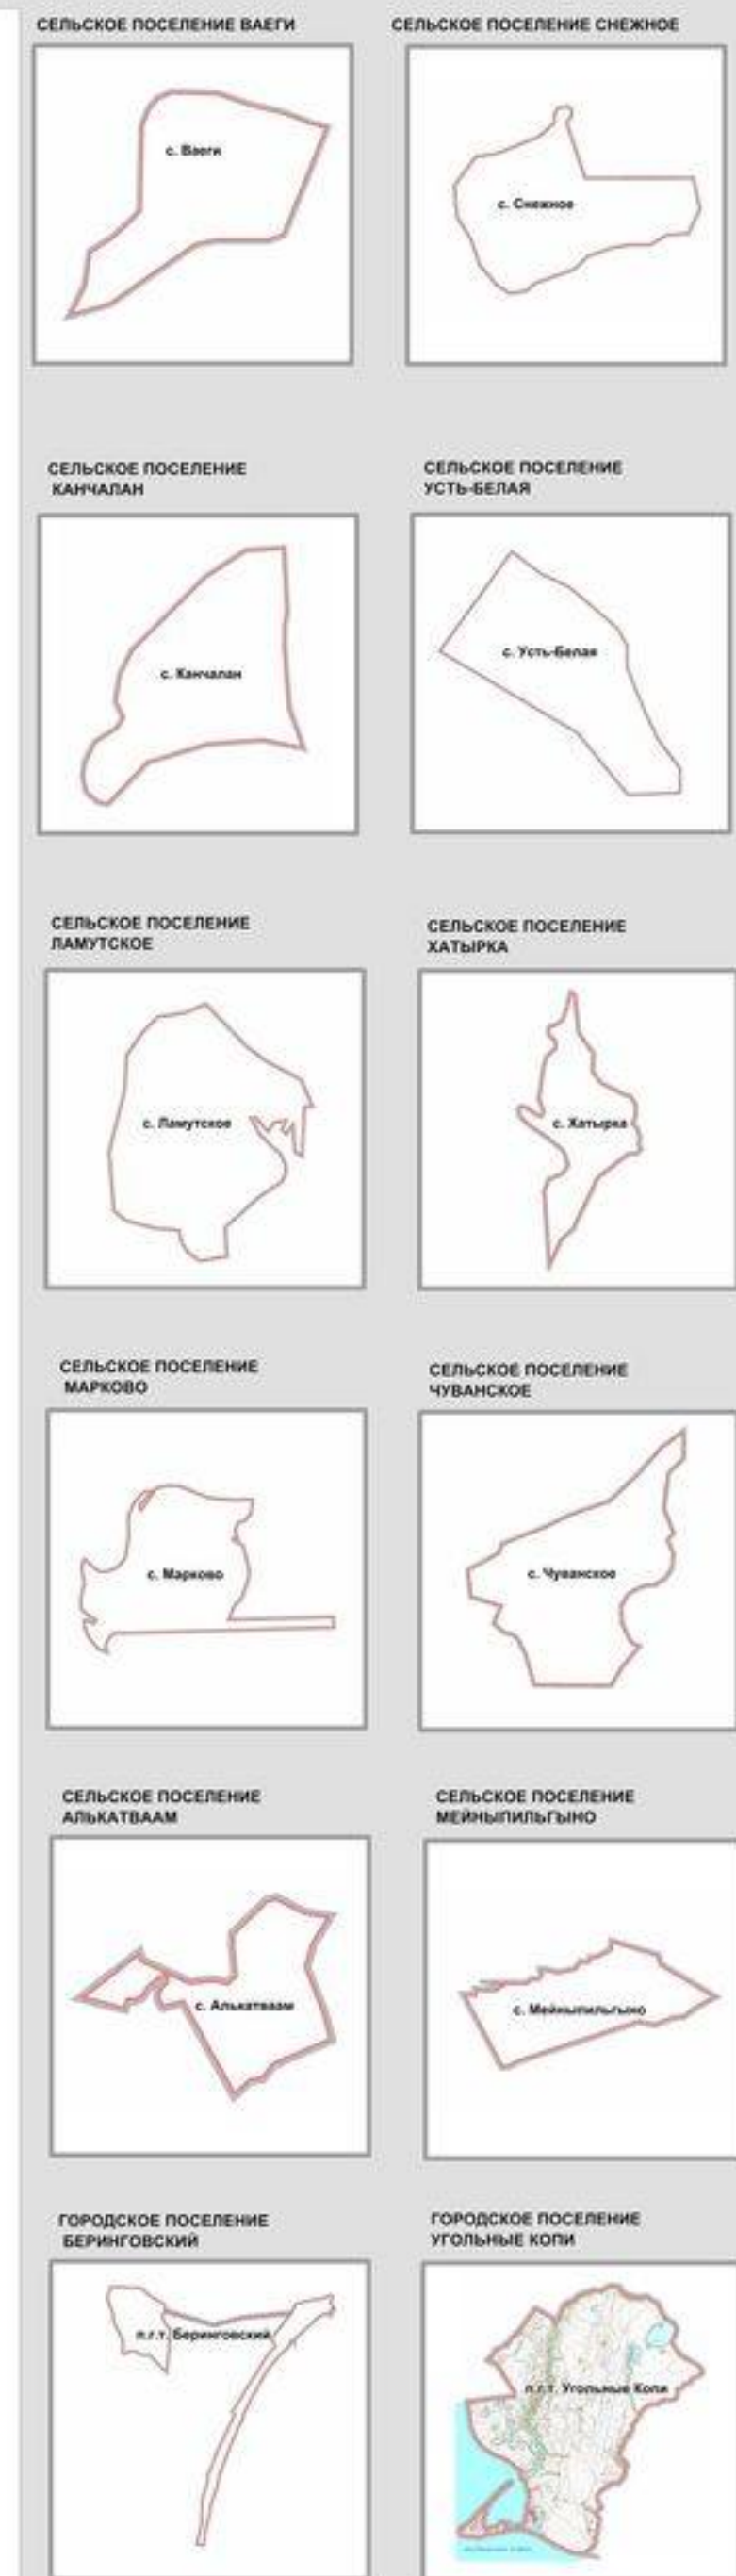 СЕЛЬСКОЕ ПОСЕЛЕНИЕ ВАЕГИ
с. Ваеги
СЕЛЬСКОЕ ПОСЕЛЕНИЕ СНЕЖНОЕ
с. Снежное
СЕЛЬСКОЕ ПОСЕЛЕНИЕ
КАНЧАЛАН
с. Канчалан
СЕЛЬСКОЕ ПОСЕЛЕНИЕ
УСТЬ-БЕЛАЯ
с. Усть-Белая
СЕЛЬСКОЕ ПОСЕЛЕНИЕ
ЛАМУТСКОЕ
с. Ламутское
СЕЛЬСКОЕ ПОСЕЛЕНИЕ
ХАТЫРКА
с. Хатырка
СЕЛЬСКОЕ ПОСЕЛЕНИЕ
МАРКОВО
с. Марково
СЕЛЬСКОЕ ПОСЕЛЕНИЕ
ЧУВАНСКОЕ
с. Чуванское
СЕЛЬСКОЕ ПОСЕЛЕНИЕ
АЛЬКАТВААМ
с. Алькатваам
СЕЛЬСКОЕ ПОСЕЛЕНИЕ
МЕЙНЫПИЛЬГЫНО
с. Мейныпильгыно
ГОРОДСКОЕ ПОСЕЛЕНИЕ
БЕРИНГОВСКИЙ
п.г.т. Беринговский
ГОРОДСКОЕ ПОСЕЛЕНИЕ
УГОЛЬНЫЕ КОПИ
п.г.т. Угольные Копи